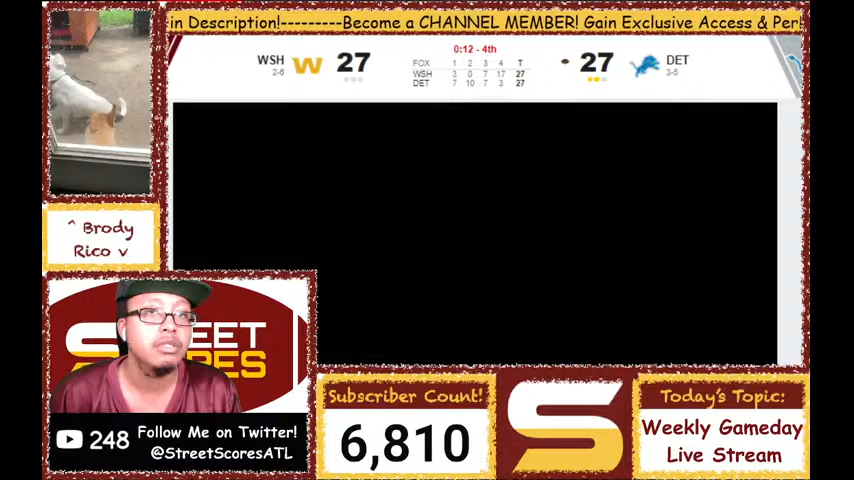 in Description!---------Become a CHANNEL MEMBER! Gain Exclusive Access & Per
WSH
2-6
W
27
0:12 - 4th
FOX 1 2 3 4 T
WSH 3 0 7 17 27
DET 7 10 7 3 27
27
DET
3-5
^ Brody
Rico v
STREET
SCORES
248
Follow Me on Twitter!
@StreetScoresATL
Subscriber Count!
6,810
S
Today's Topic:
Weekly Gameday
Live Stream